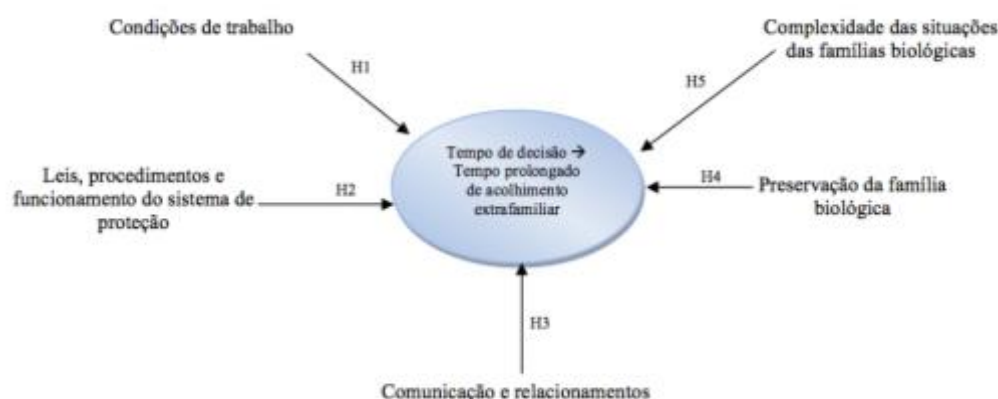 Condições de trabalho
H1
Complexidade das situações
das famílias biológicas
H5
Tempo de decisão →
Tempo prolongado
de acolhimento
extrafamiliar
Leis, procedimentos e
funcionamento do sistema de
proteção
H2
H4
Preservação da família
biológica
H3
Comunicação e relacionamentos